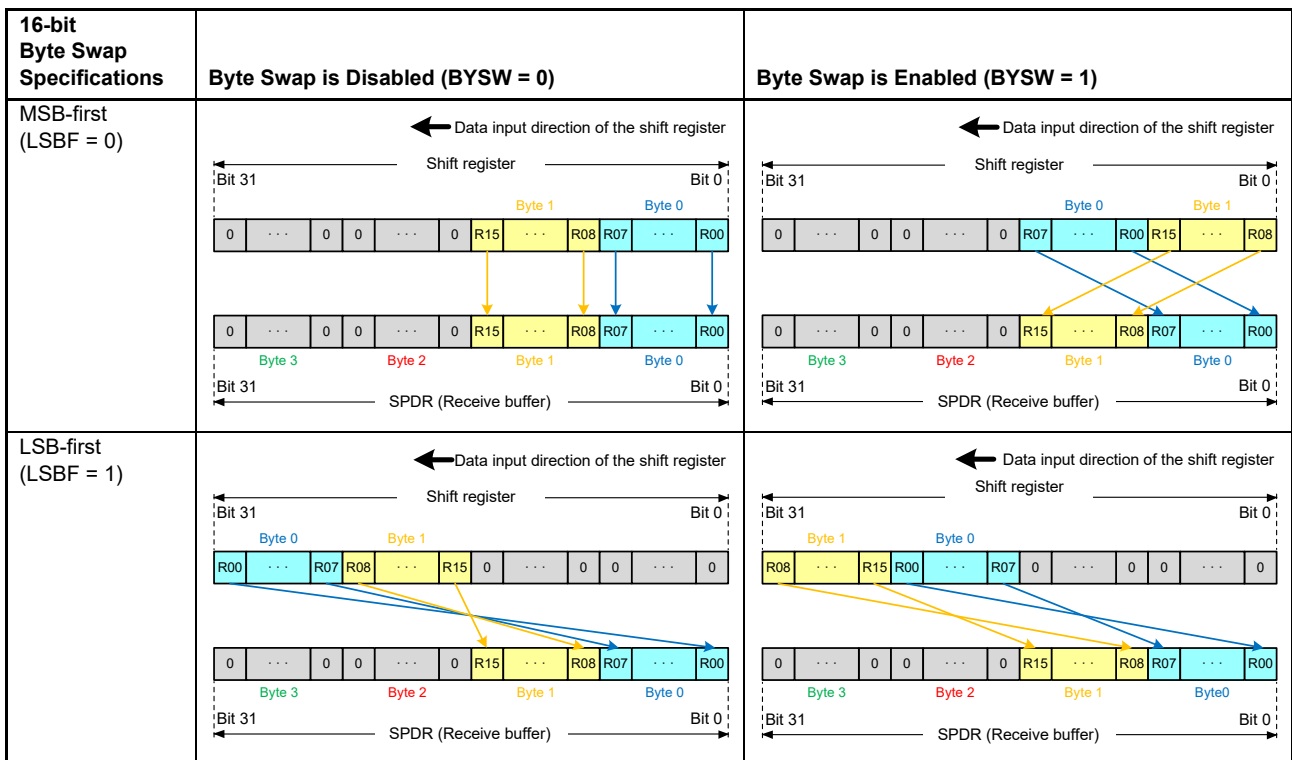 16-bit
Byte Swap
Specifications
Byte Swap is Disabled (BYSW = 0)
Byte Swap is Enabled (BYSW = 1)
MSB-first
(LSBF = 0)
Data input direction of the shift register
Shift register
Bit 31
Bit 0
Byte 1
Byte 0
0 · · · 0 0 · · · 0 R15 · · · R08 R07 · · · R00
0 · · · 0 0 · · · 0 R15 · · · R08 R07 · · · R00
Byte 3
Byte 2
Byte 1
Byte 0
Bit 31
Bit 0
SPDR (Receive buffer)
Data input direction of the shift register
Shift register
Bit 31
Bit 0
Byte 0
Byte 1
0 · · · 0 0 · · · 0 R07 · · · R00 R15 · · · R08
0 · · · 0 0 · · · 0 R15 · · · R08 R07 · · · R00
Byte 3
Byte 2
Byte 1
Byte 0
Bit 31
Bit 0
SPDR (Receive buffer)
LSB-first
(LSBF = 1)
Data input direction of the shift register
Shift register
Bit 31
Bit 0
Byte 0
Byte 1
R00 · · · R07 R08 · · · R15 0 · · · 0 0 · · · 0
0 · · · 0 0 · · · 0 R15 · · · R08 R07 · · · R00
Byte 3
Byte 2
Byte 1
Byte 0
Bit 31
Bit 0
SPDR (Receive buffer)
Data input direction of the shift register
Shift register
Bit 31
Bit 0
Byte 1
Byte 0
R08 · · · R15 R00 · · · R07 0 · · · 0 0 · · · 0
0 · · · 0 0 · · · 0 R15 · · · R08 R07 · · · R00
Byte 3
Byte 2
Byte 1
Byte0
Bit 31
Bit 0
SPDR (Receive buffer)